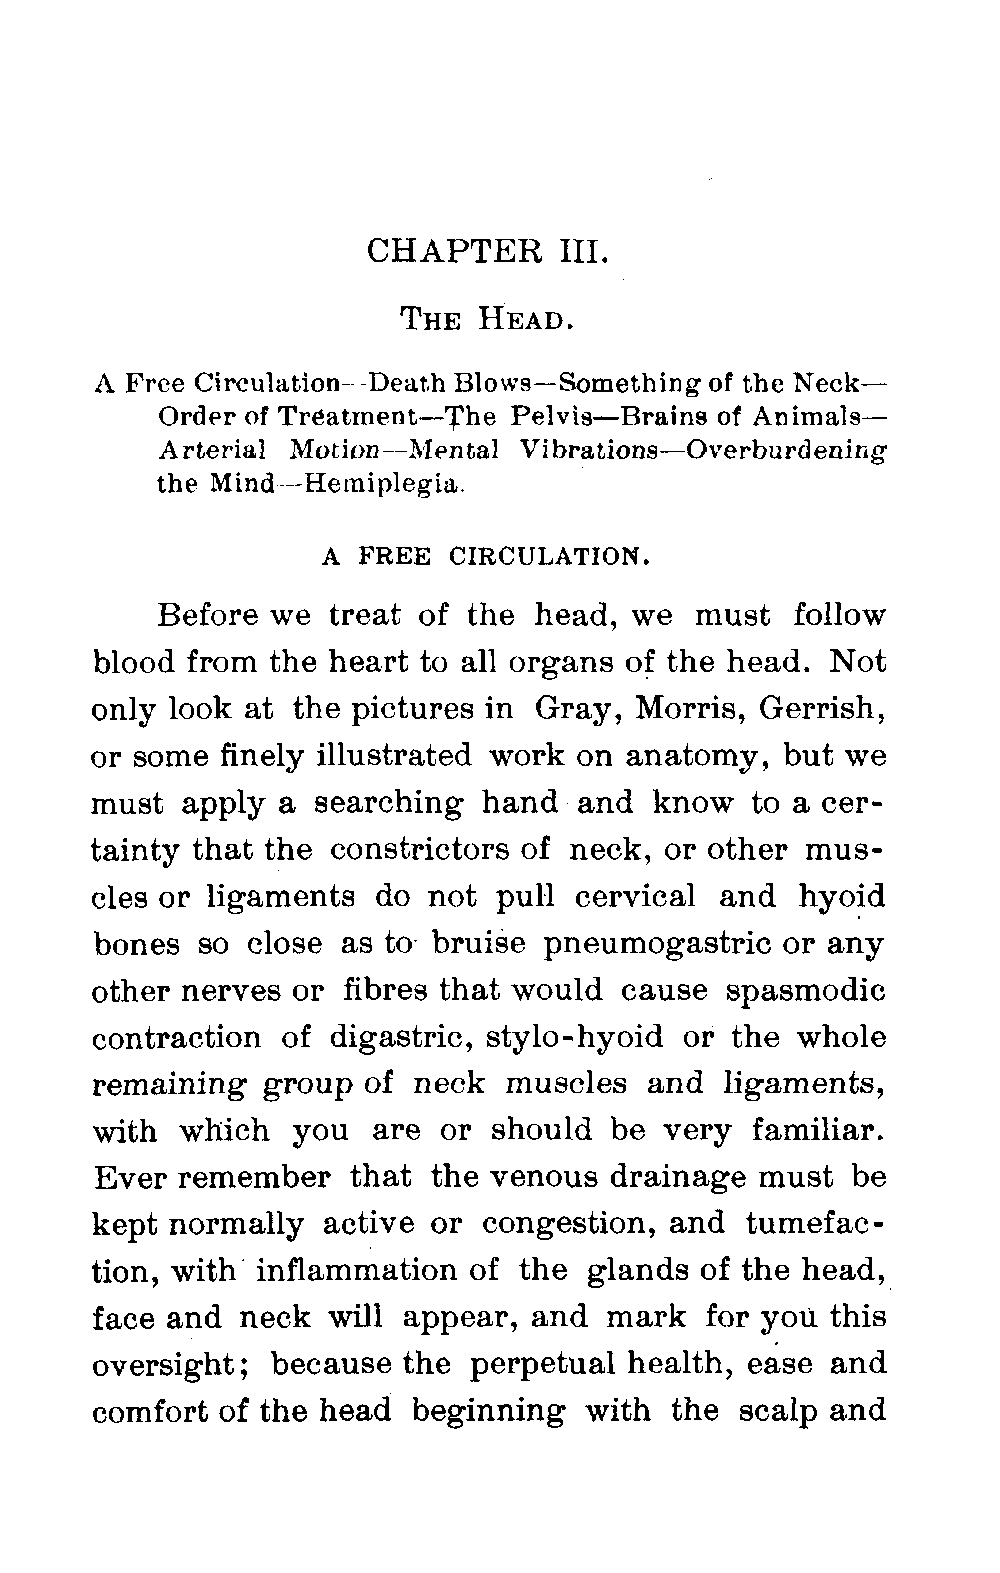 CHAPTER III.
THE HEAD.
A Free Circulation--Death Blows—Something of the Neck—
Order of Treatment—The Pelvis—Brains of Animals—
Arterial Motion—Mental Vibrations—Overburdening
the Mind—Hemiplegia.
A FREE CIRCULATION.
Before we treat of the head, we must follow
blood from the heart to all organs of the head. Not
only look at the pictures in Gray, Morris, Gerrish,
or some finely illustrated work on anatomy, but we
must apply a searching hand and know to a cer-
tainty that the constrictors of neck, or other mus-
cles or ligaments do not pull cervical and hyoid
bones so close as to bruise pneumogastric or any
other nerves or fibres that would cause spasmodic
contraction of digastric, stylo-hyoid or the whole
remaining group of neck muscles and ligaments,
with which you are or should be very familiar.
Ever remember that the venous drainage must be
kept normally active or congestion, and tumefac-
tion, with inflammation of the glands of the head,
face and neck will appear, and mark for you this
oversight; because the perpetual health, ease and
comfort of the head beginning with the scalp and